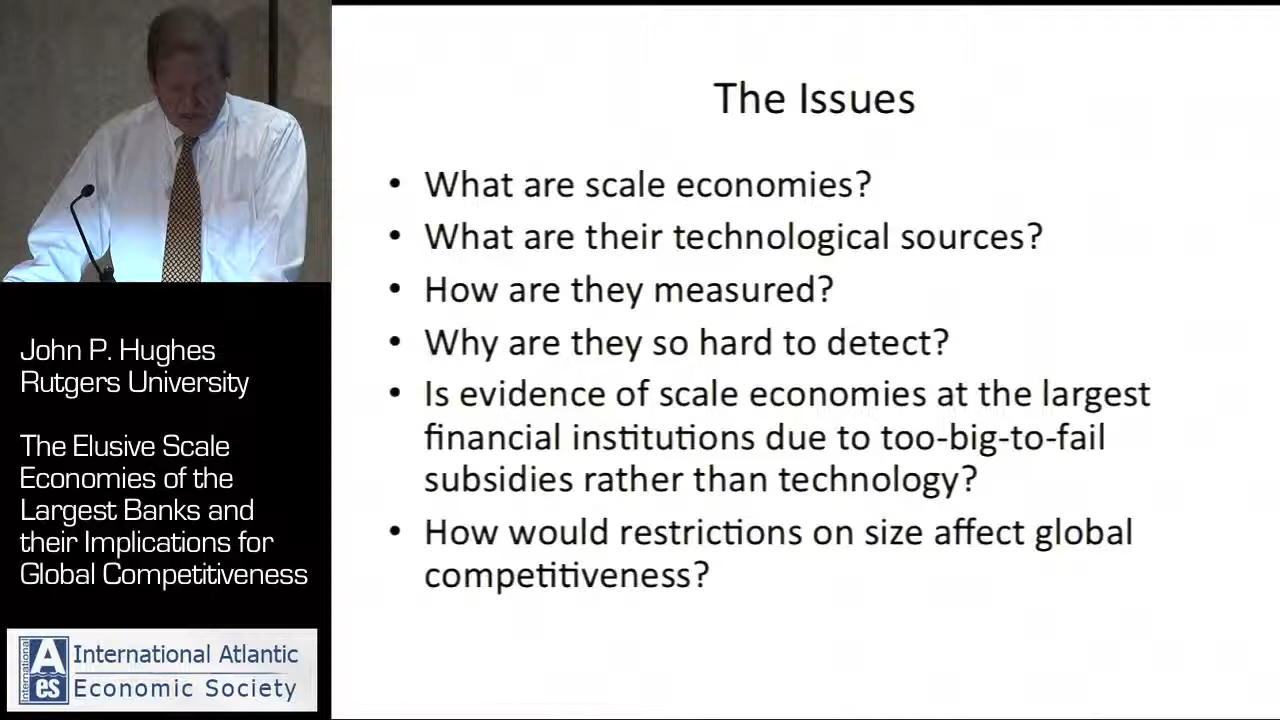 The Issues
• What are scale economies?
• What are their technological sources?
• How are they measured?
• Why are they so hard to detect?
• Is evidence of scale economies at the largest
financial institutions due to too-big-to-fail
subsidies rather than technology?
• How would restrictions on size affect global
competitiveness?
John P. Hughes
Rutgers University
The Elusive Scale
Economies of the
Largest Banks and
their Implications for
Global Competitiveness
International
A
es
International Atlantic
Economic Society